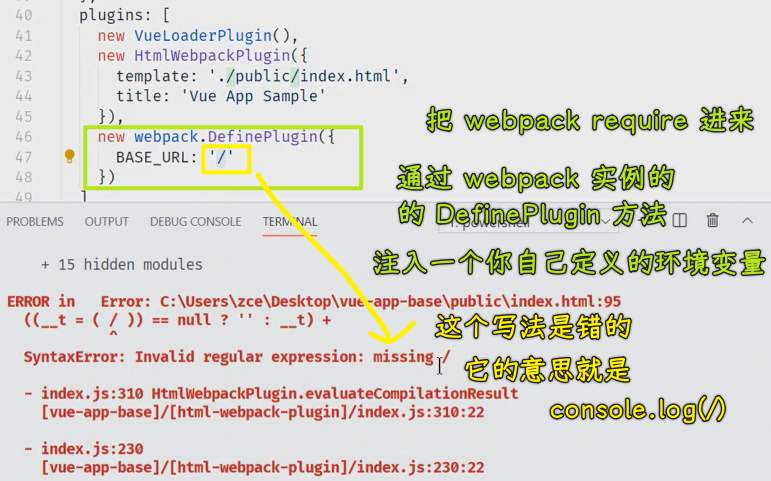 40 plugins: [
41 new VueLoaderPlugin(),
42 new HtmlWebpackPlugin({
43 template: './public/index.html',
44 title: 'Vue App Sample'
45 }),
46 new webpack.DefinePlugin({
47 BASE_URL: '/'
48 })
49 ]
把 webpack require 进来
通过 webpack 实例的
的 DefinePlugin 方法
注入一个你自己定义的环境变量
PROBLEMS OUTPUT DEBUG CONSOLE TERMINAL 1: powershell
+ 15 hidden modules
ERROR in Error: C:\Users\zce\Desktop\vue-app-base\public\index.html:95
((__t = ( / )) == null ? '' : __t) +
^
SyntaxError: Invalid regular expression: missing /
这个写法是错的
它的意思就是
console.log(/)
- index.js:310 HtmlWebpackPlugin.evaluateCompilationResult
[vue-app-base]/[html-webpack-plugin]/index.js:310:22
- index.js:230
[vue-app-base]/[html-webpack-plugin]/index.js:230:22